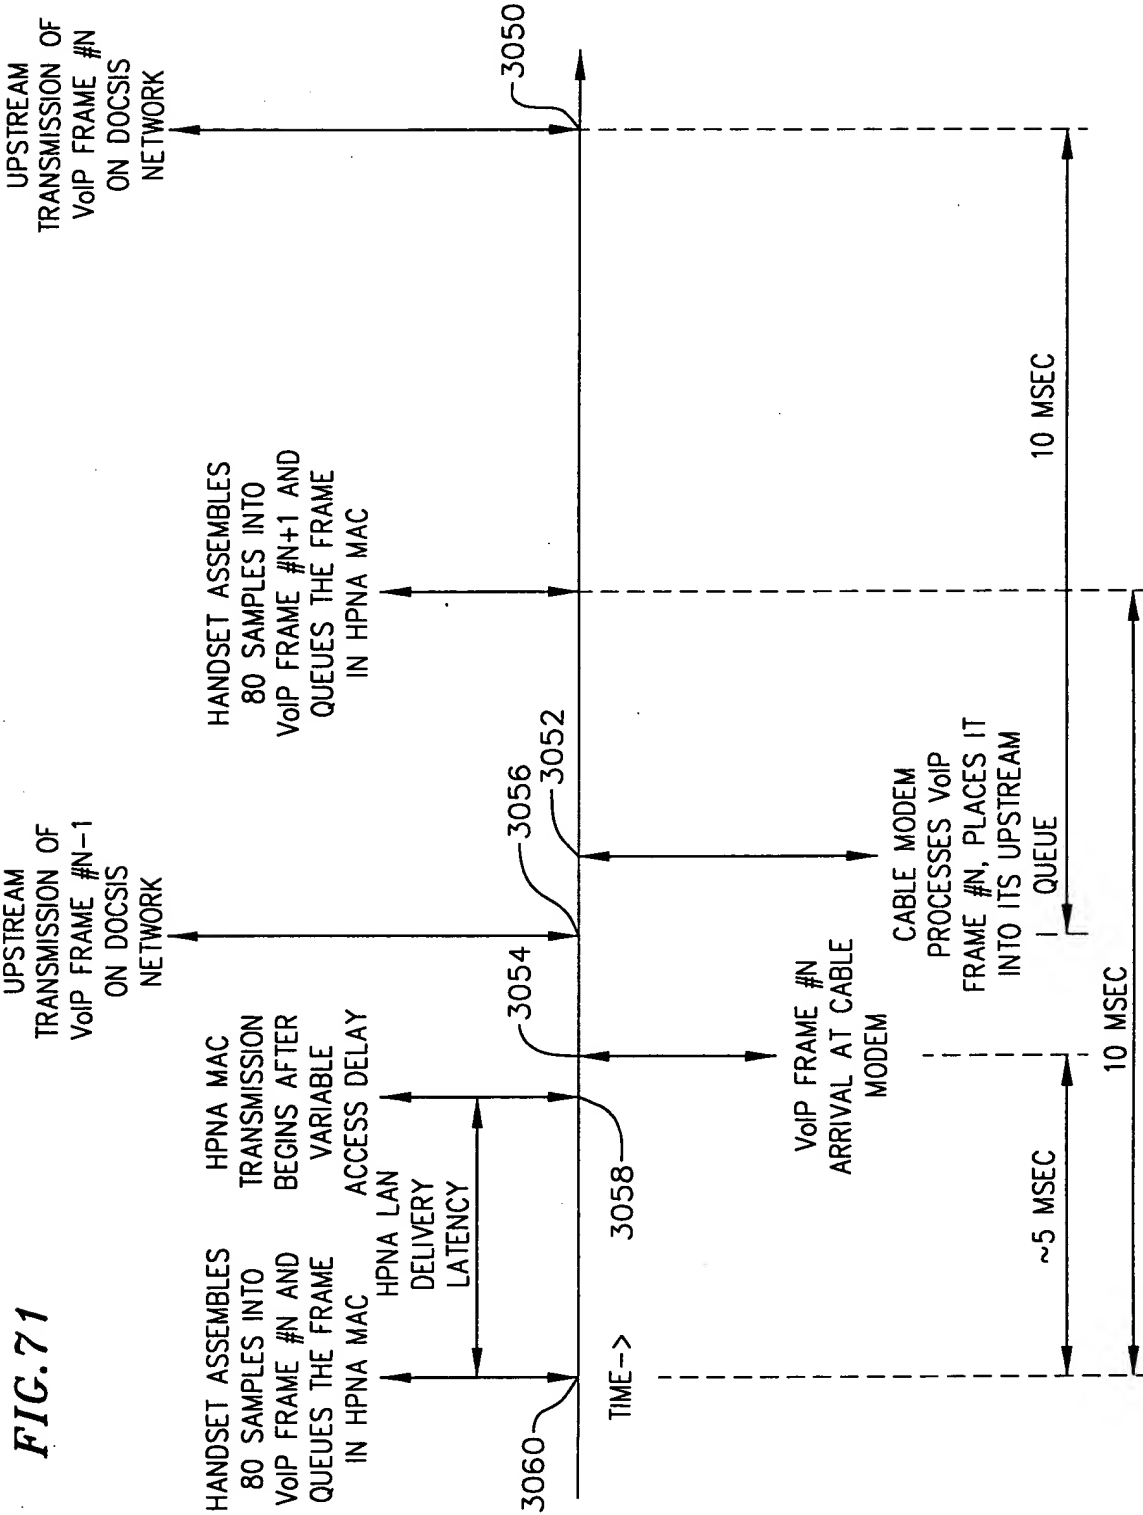 FIG.71
HANDSET ASSEMBLES
80 SAMPLES INTO
VoIP FRAME #N AND
QUEUES THE FRAME
IN HPNA MAC
HPNA MAC
TRANSMISSION
BEGINS AFTER
VARIABLE
ACCESS DELAY
HPNA LAN
DELIVERY
LATENCY
UPSTREAM
TRANSMISSION OF
VoIP FRAME #N-1
ON DOCSIS
NETWORK
HANDSET ASSEMBLES
80 SAMPLES INTO
VoIP FRAME #N+1 AND
QUEUES THE FRAME
IN HPNA MAC
UPSTREAM
TRANSMISSION OF
VoIP FRAME #N
ON DOCSIS
NETWORK
3060
3058
3054
3056
3052
3050
TIME-->
VoIP FRAME #N
ARRIVAL AT CABLE
MODEM
CABLE MODEM
PROCESSES VoIP
FRAME #N, PLACES IT
INTO ITS UPSTREAM
QUEUE
~5 MSEC
10 MSEC
10 MSEC